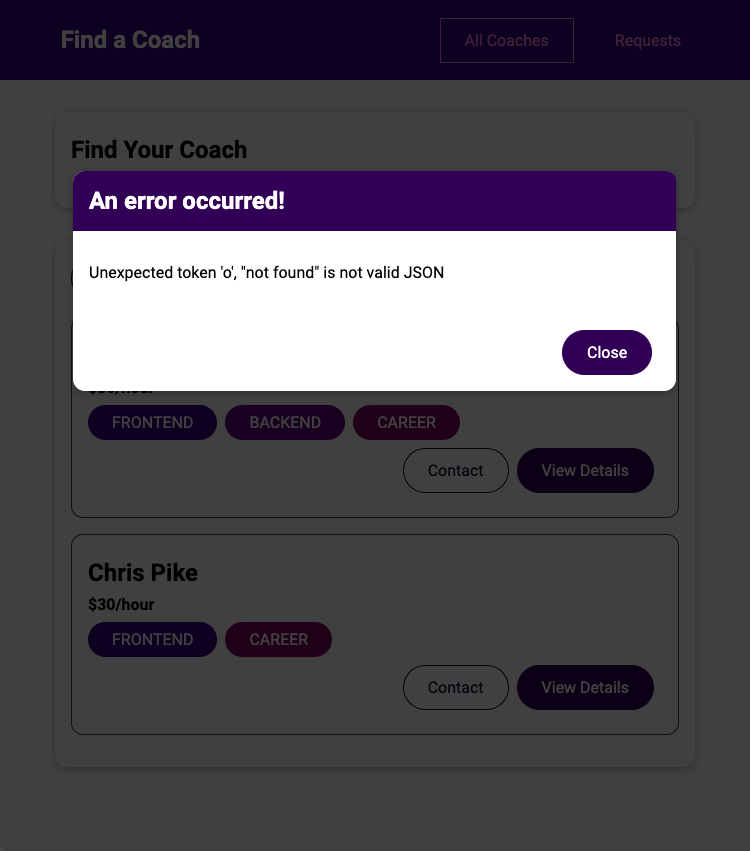 Find a Coach
All Coaches
Requests
Find Your Coach
An error occurred!
Unexpected token 'o', "not found" is not valid JSON
Close
FRONTEND
BACKEND
CAREER
Contact
View Details
Chris Pike
$30/hour
FRONTEND
CAREER
Contact
View Details